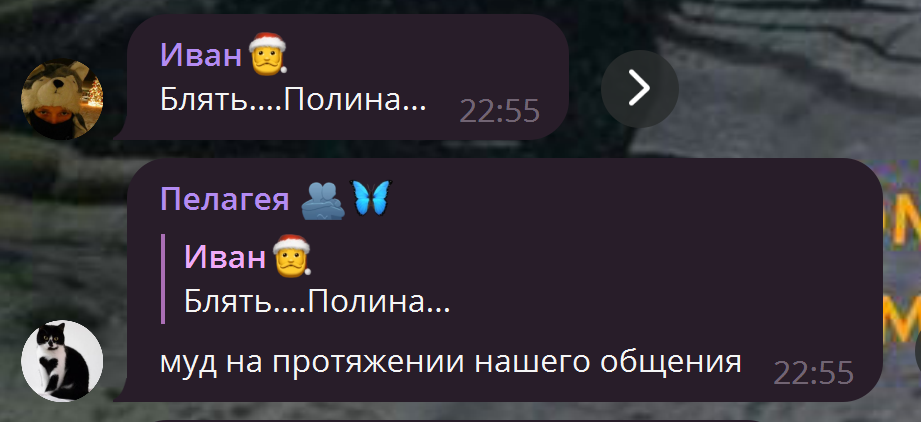 Иван🎅
Блять....Полина...
22:55
Пелагея 🫂🦋
Иван🎅
Блять....Полина...
муд на протяжении нашего общения
22:55